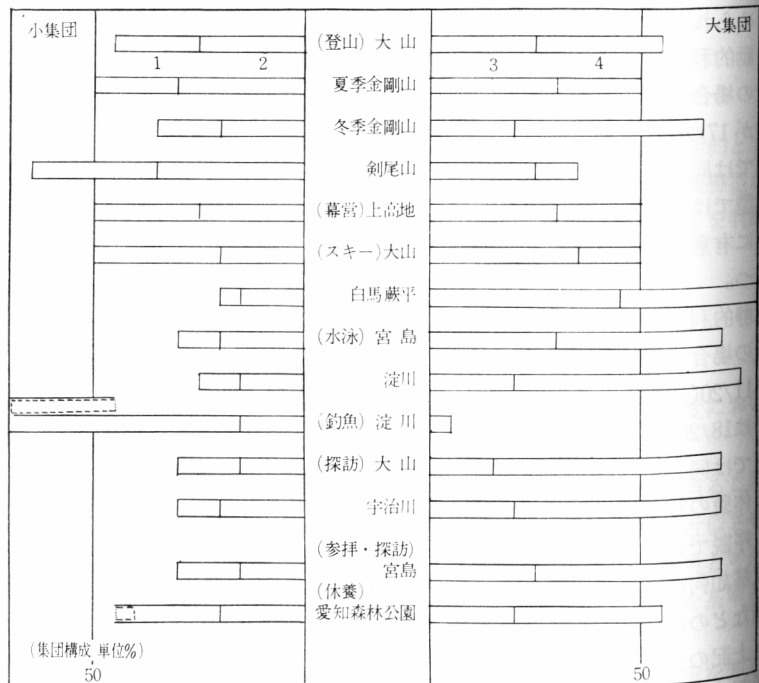 小集団
大集団
(登山) 大山
1 2 3 4
夏季金剛山
冬季金剛山
剣尾山
(幕営) 上高地
(スキー) 大山
白馬蕨平
(水泳) 宮島
淀川
(釣魚) 淀川
(探訪) 大山
宇治川
(参拝・探訪)
宮島
(休養)
愛知森林公園
(集団構成 単位%)
50 50